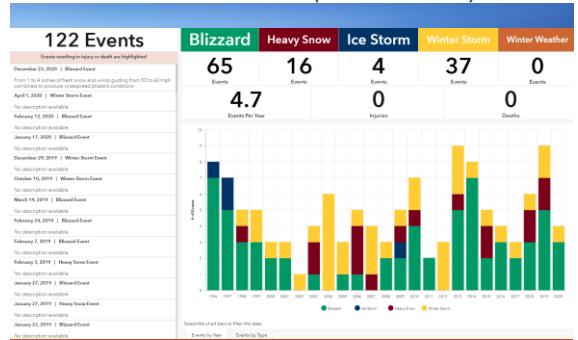 122 Events
Events resulting in injury or death are highlighted!
December 23, 2020 | Blizzard Event
From 1 to 4 inches of fresh snow and winds gusting from 50 to 60 mph
combined to produce widespread blizzard conditions
April 1, 2020 | Winter Storm Event
No description available.
February 12, 2020 | Blizzard Event
No description available.
January 17, 2020 | Blizzard Event
No description available.
December 29, 2019 | Winter Storm Event
No description available.
October 10, 2019 | Winter Storm Event
No description available.
March 14, 2019 | Blizzard Event
No description available.
February 24, 2019 | Blizzard Event
No description available.
February 7, 2019 | Blizzard Event
No description available.
February 3, 2019 | Heavy Snow Event
No description available.
January 27, 2019 | Blizzard Event
No description available.
January 27, 2019 | Heavy Snow Event
No description available.
January 23, 2019 | Blizzard Event
No description available.
Blizzard Heavy Snow Ice Storm Winter Storm Winter Weather
65 16 4 37 0
Events Events Events Events Events
4.7 0 0
Events Per Year Injuries Deaths
# of Events
10
9
8
7
6
5
4
3
2
1
0
1996 1997 1998 1999 2000 2001 2002 2003 2004 2005 2006 2007 2008 2009 2010 2011 2012 2013 2014 2015 2016 2017 2018 2019 2020
Blizzard Ice Storm Heavy Snow Winter Storm
Select the chart bars to filter the data.
Events by Year Events by Type